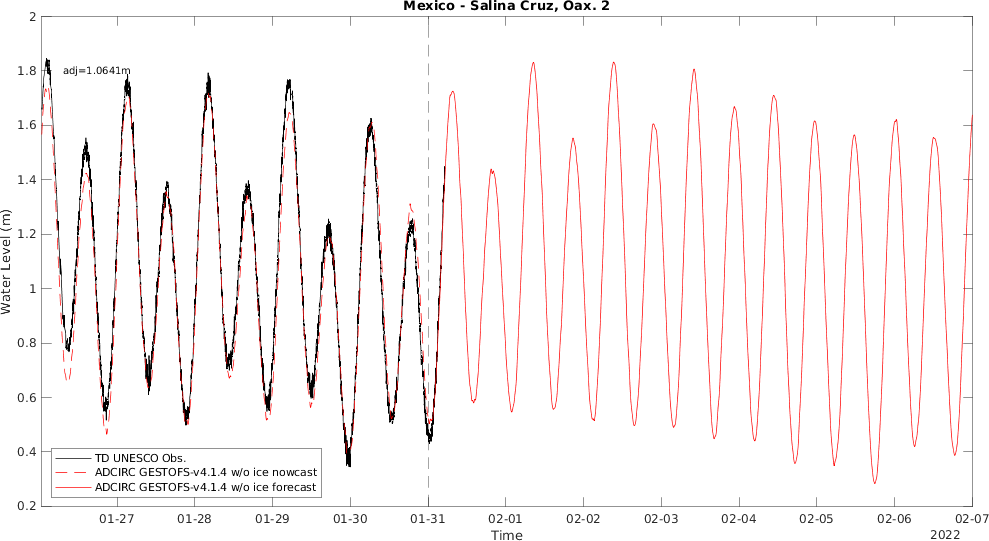 Mexico - Salina Cruz, Oax. 2
adj=1.0641m
2
1.8
1.6
1.4
1.2
1
0.8
0.6
0.4
0.2
Water Level (m)
TD UNESCO Obs.
ADCIRC GESTOFS-v4.1.4 w/o ice nowcast
ADCIRC GESTOFS-v4.1.4 w/o ice forecast
01-27 01-28 01-29 01-30 01-31 02-01 02-02 02-03 02-04 02-05 02-06 02-07
Time
2022